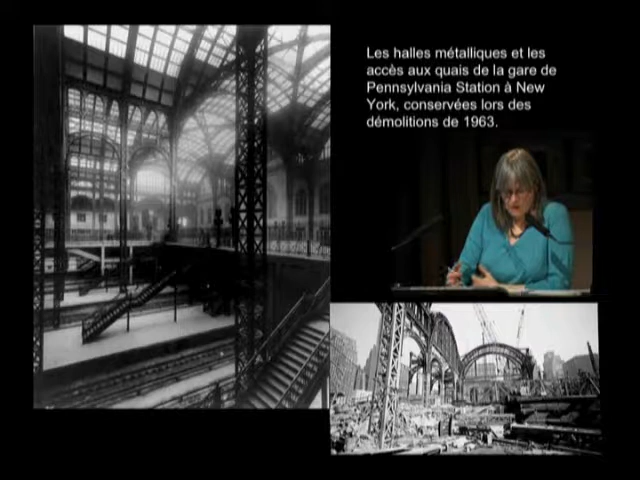 Les halles métalliques et les
accès aux quais de la gare de
Pennsylvania Station à New
York, conservées lors des
démolitions de 1963.